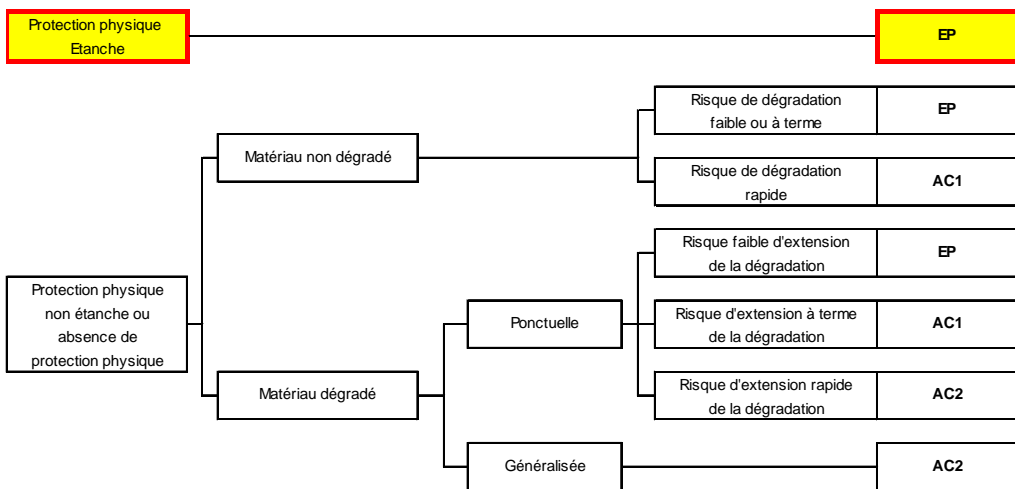 Protection physique
Etanche
EP
Risque de dégradation
faible ou à terme
EP
Matériau non dégradé
Risque de dégradation
rapide
AC1
Risque faible d'extension
de la dégradation
EP
Protection physique
non étanche ou
absence de
protection physique
Ponctuelle
Risque d'extension à terme
de la dégradation
AC1
Matériau dégradé
Risque d'extension rapide
de la dégradation
AC2
Généralisée
AC2